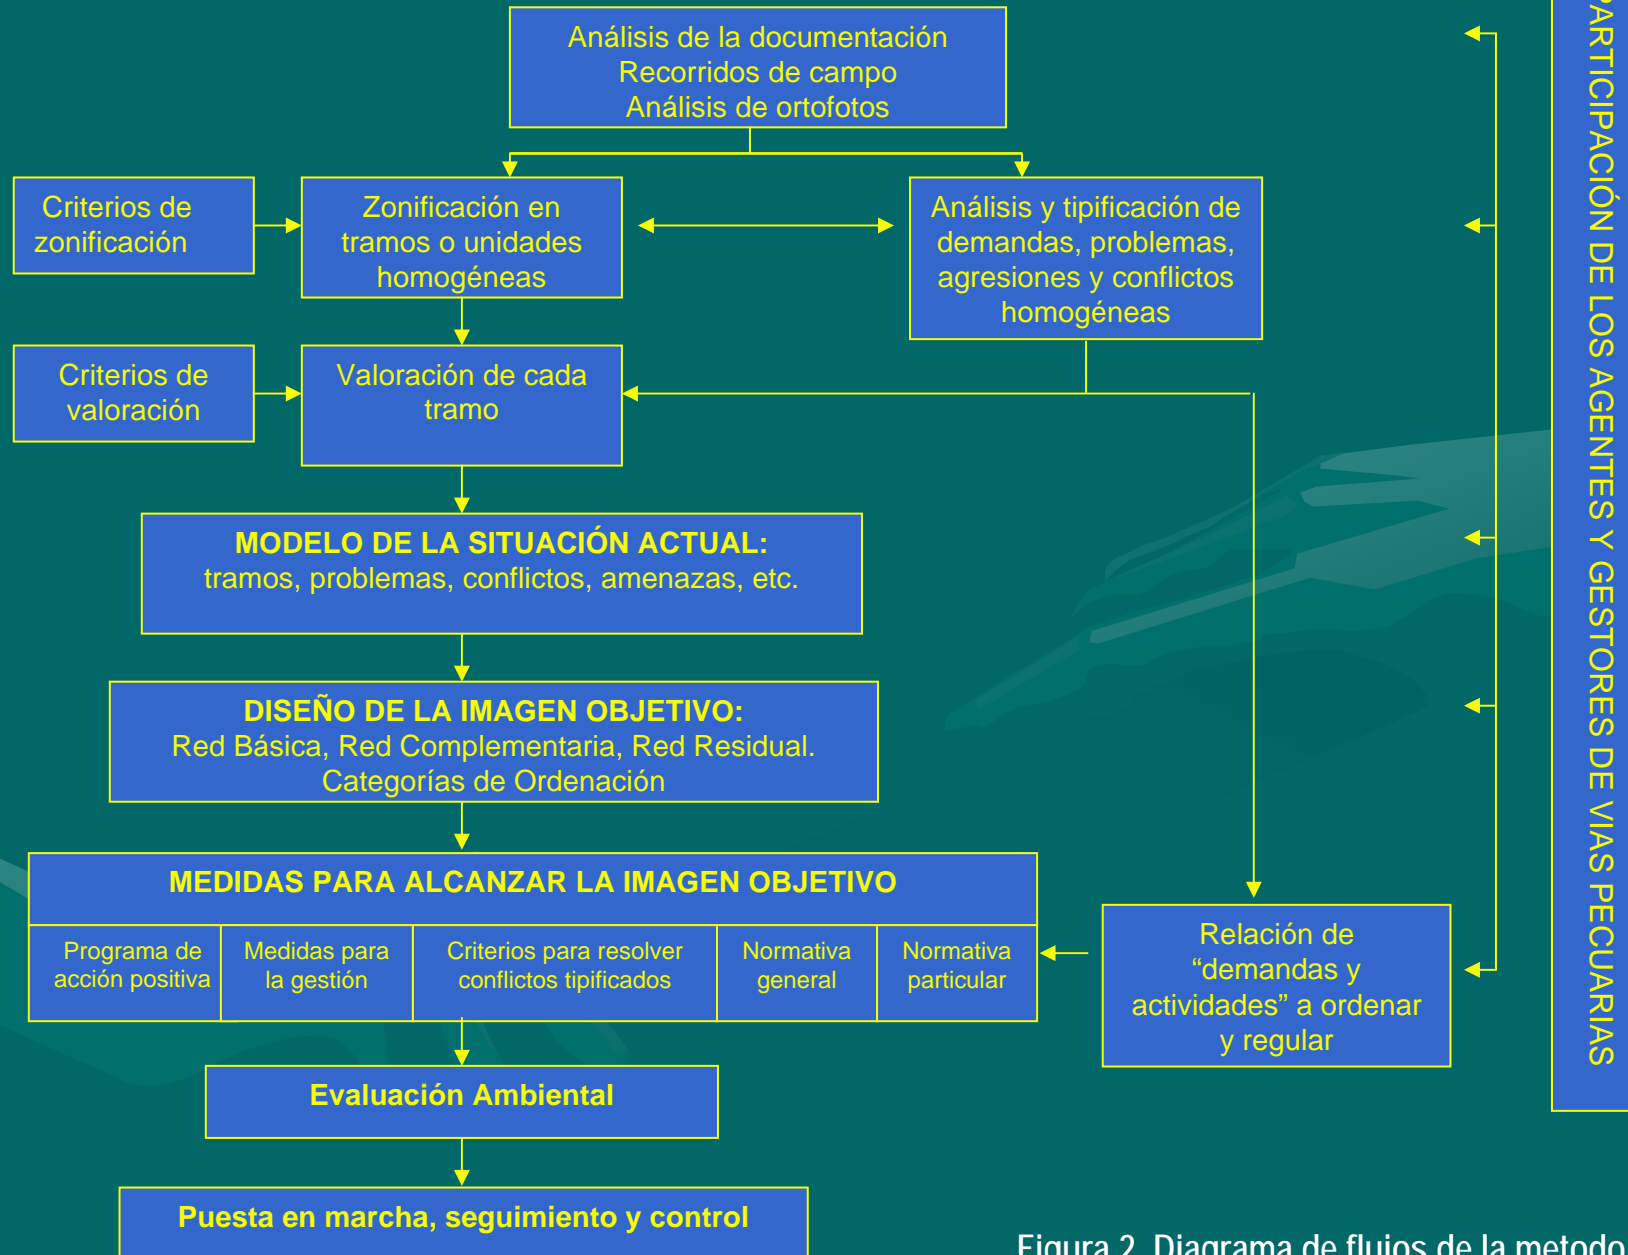 Análisis de la documentación
Recorridos de campo
Análisis de ortofotos
Criterios de
zonificación
Zonificación en
tramos o unidades
homogéneas
Análisis y tipificación de
demandas, problemas,
agresiones y conflictos
homogéneas
Criterios de
valoración
Valoración de cada
tramo
MODELO DE LA SITUACIÓN ACTUAL:
tramos, problemas, conflictos, amenazas, etc.
DISEÑO DE LA IMAGEN OBJETIVO:
Red Básica, Red Complementaria, Red Residual.
Categorías de Ordenación
MEDIDAS PARA ALCANZAR LA IMAGEN OBJETIVO
Programa de
acción positiva
Medidas para
la gestión
Criterios para resolver
conflictos tipificados
Normativa
general
Normativa
particular
Relación de
“demandas y
actividades” a ordenar
y regular
Evaluación Ambiental
Puesta en marcha, seguimiento y control
PARTICIPACIÓN DE LOS AGENTES Y GESTORES DE VIAS PECUARIAS
Figura 2. Diagrama de flujos de la metodo